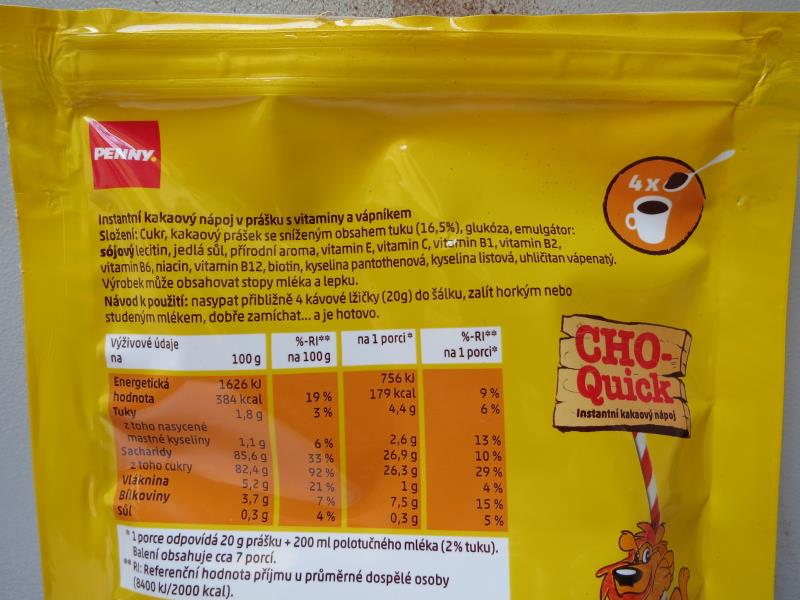 PENNY.
4x
Instantní kakaový nápoj v prášku s vitaminy a vápníkem
Složení: Cukr, kakaový prášek se sníženým obsahem tuku (16,5%), glukóza, emulgátor:
sójový lecitin, jedlá sůl, přírodní aroma, vitamin E, vitamin C, vitamin B1, vitamin B2,
vitamin B6, niacin, vitamin B12, biotin, kyselina pantothenová, kyselina listová, uhličitan vápenatý.
Výrobek může obsahovat stopy mléka a lepku.
Návod k použití: nasypat přibližně 4 kávové lžičky (20g) do šálku, zalít horkým nebo
studeným mlékem, dobře zamíchat... a je hotovo.
Výživové údaje na 100 g %-RI** na 100 g na 1 porci* %-RI** na 1 porci*
Energetická 1626 kJ 756 kJ
hodnota 384 kcal 19 % 179 kcal 9 %
Tuky 1,8 g 3 % 4,4 g 6 %
z toho nasycené
mastné kyseliny 1,1 g 6 % 2,6 g 13 %
Sacharidy 85,6 g 33 % 26,9 g 10 %
z toho cukry 82,4 g 92 % 26,3 g 29 %
Vláknina 5,2 g 21 % 1 g 4 %
Bílkoviny 3,7 g 7 % 7,5 g 15 %
Sůl 0,3 g 4 % 0,3 g 5 %
* 1 porce odpovídá 20 g prášku + 200 ml polotučného mléka (2% tuku).
Balení obsahuje cca 7 porcí.
** RI: Referenční hodnota příjmu u průměrné dospělé osoby
(8400 kJ/2000 kcal).
CHO-
Quick
Instantní kakaový nápoj